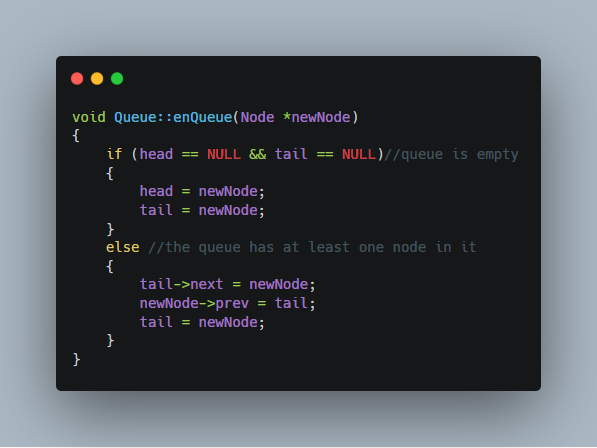 void Queue::enQueue(Node *newNode)
{
    if (head == NULL && tail == NULL)//queue is empty
    {
        head = newNode;
        tail = newNode;
    }
    else //the queue has at least one node in it
    {
        tail->next = newNode;
        newNode->prev = tail;
        tail = newNode;
    }
}